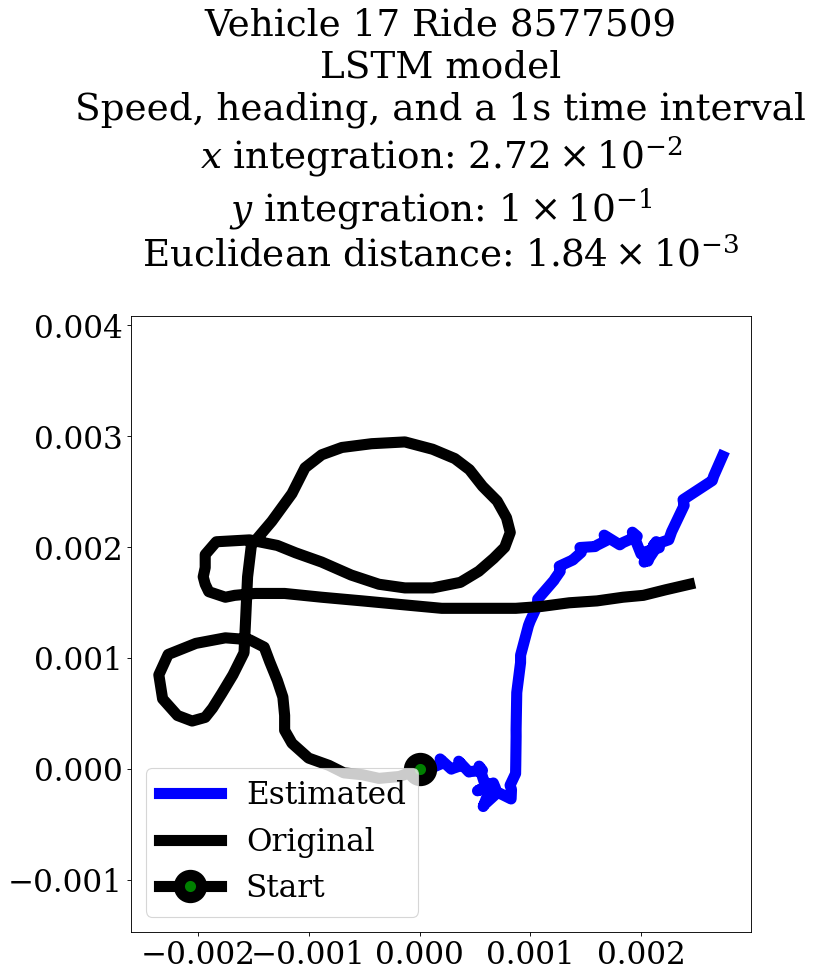 Vehicle 17 Ride 8577509
LSTM model
Speed, heading, and a 1s time interval
x integration: 2.72 × 10⁻²
y integration: 1 × 10⁻¹
Euclidean distance: 1.84 × 10⁻³
0.004
0.003
0.002
0.001
0.000
−0.001
Estimated
Original
Start
−0.002 −0.001 0.000 0.001 0.002